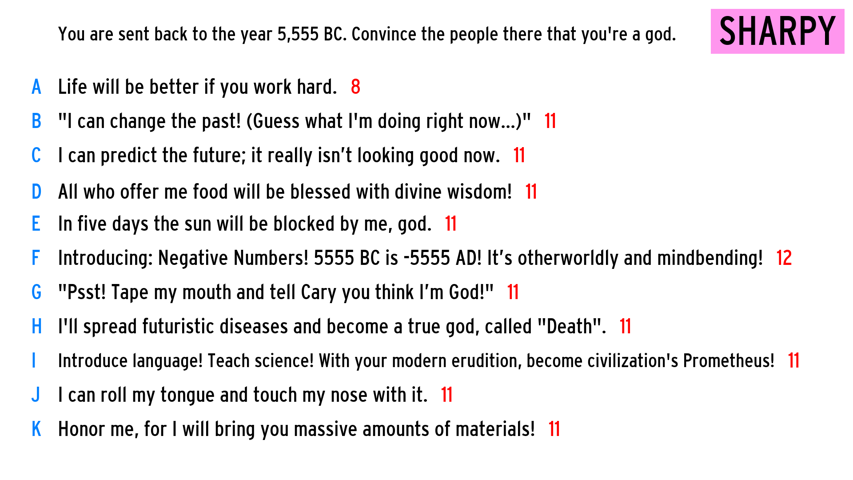 You are sent back to the year 5,555 BC. Convince the people there that you're a god.
SHARPY
A Life will be better if you work hard. 8
B "I can change the past! (Guess what I'm doing right now...)" 11
C I can predict the future; it really isn’t looking good now. 11
D All who offer me food will be blessed with divine wisdom! 11
E In five days the sun will be blocked by me, god. 11
F Introducing: Negative Numbers! 5555 BC is -5555 AD! It’s otherworldly and mindbending! 12
G "Psst! Tape my mouth and tell Cary you think I’m God!" 11
H I'll spread futuristic diseases and become a true god, called "Death". 11
I Introduce language! Teach science! With your modern erudition, become civilization's Prometheus! 11
J I can roll my tongue and touch my nose with it. 11
K Honor me, for I will bring you massive amounts of materials! 11